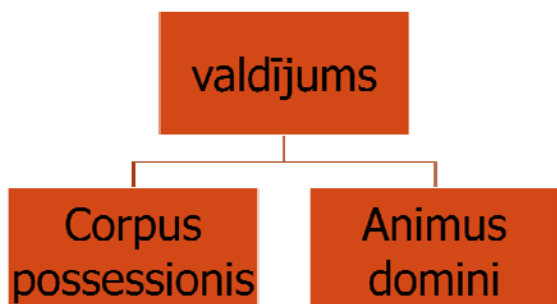 valdījums
Corpus
possessionis
Animus
domini